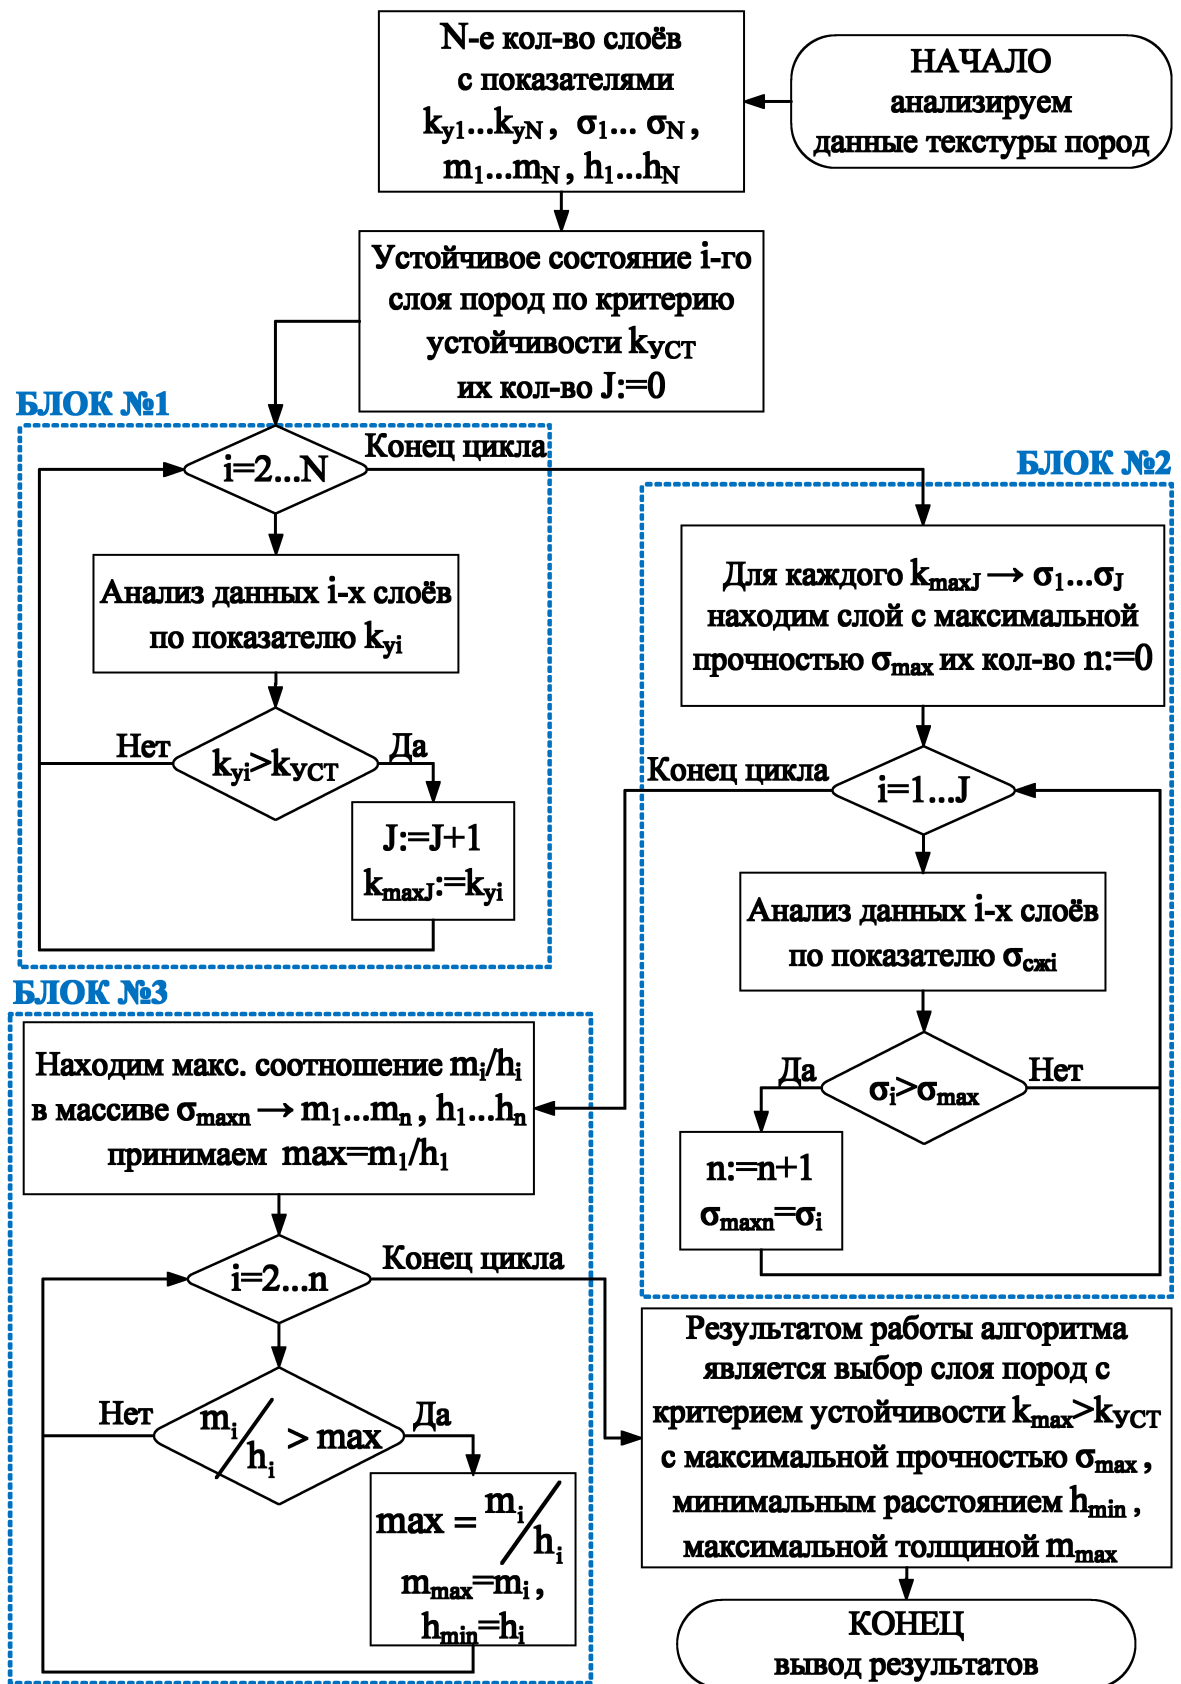 НАЧАЛО
анализируем
данные текстуры пород
N-е кол-во слоёв
с показателями
kу1...kуN , σ1... σN ,
m1...mN , h1...hN
Устойчивое состояние i-го
слоя пород по критерию
устойчивости kУСТ
их кол-во J:=0
БЛОК №1
i=2...N
Конец цикла
Анализ данных i-х слоёв
по показателю kуi
kуi>kУСТ
Нет
Да
J:=J+1
kmaxJ:=kуi
БЛОК №2
Для каждого kmaxJ → σ1...σJ
находим слой с максимальной
прочностью σmax их кол-во n:=0
i=1...J
Конец цикла
Анализ данных i-х слоёв
по показателю σсжi
σi>σmax
Да
Нет
n:=n+1
σmaxn=σi
БЛОК №3
Находим макс. соотношение mi/hi
в массиве σmaxn → m1...mn , h1...hn
принимаем max=m1/h1
i=2...n
Конец цикла
mi/hi > max
Нет
Да
max = mi/hi
mmax=mi ,
hmin=hi
Результатом работы алгоритма
является выбор слоя пород с
критерием устойчивости kmax>kУСТ
с максимальной прочностью σmax ,
минимальным расстоянием hmin ,
максимальной толщиной mmax
КОНЕЦ
вывод результатов